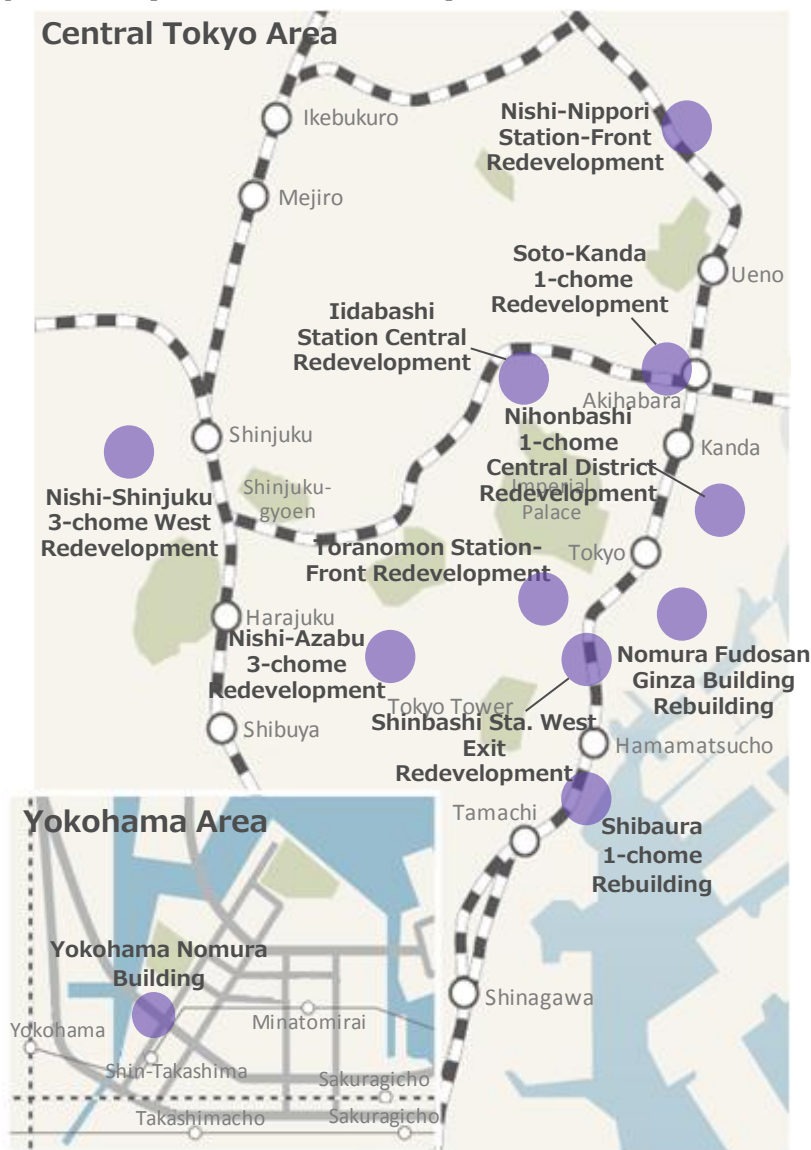 Central Tokyo Area
Ikebukuro
Nishi-Nippori
Station-Front
Redevelopment
Mejiro
Soto-Kanda
1-chome
Redevelopment
Ueno
Iidabashi
Station Central
Redevelopment
Akihabara
Shinjuku
Nihonbashi
1-chome
Central District
Redevelopment
Kanda
Nishi-Shinjuku
3-chome West
Redevelopment
Shinjuku-
gyoen
Imperial
Palace
Toranomon Station-
Front Redevelopment
Tokyo
Harajuku
Nishi-Azabu
3-chome
Redevelopment
Nomura Fudosan
Ginza Building
Rebuilding
Tokyo Tower
Shinbashi Sta. West
Exit
Redevelopment
Shibuya
Hamamatsucho
Tamachi
Shibaura
1-chome
Rebuilding
Shinagawa
Yokohama Area
Yokohama Nomura
Building
Yokohama
Minatomirai
Shin-Takashima
Sakuragicho
Takashimacho
Sakuragicho